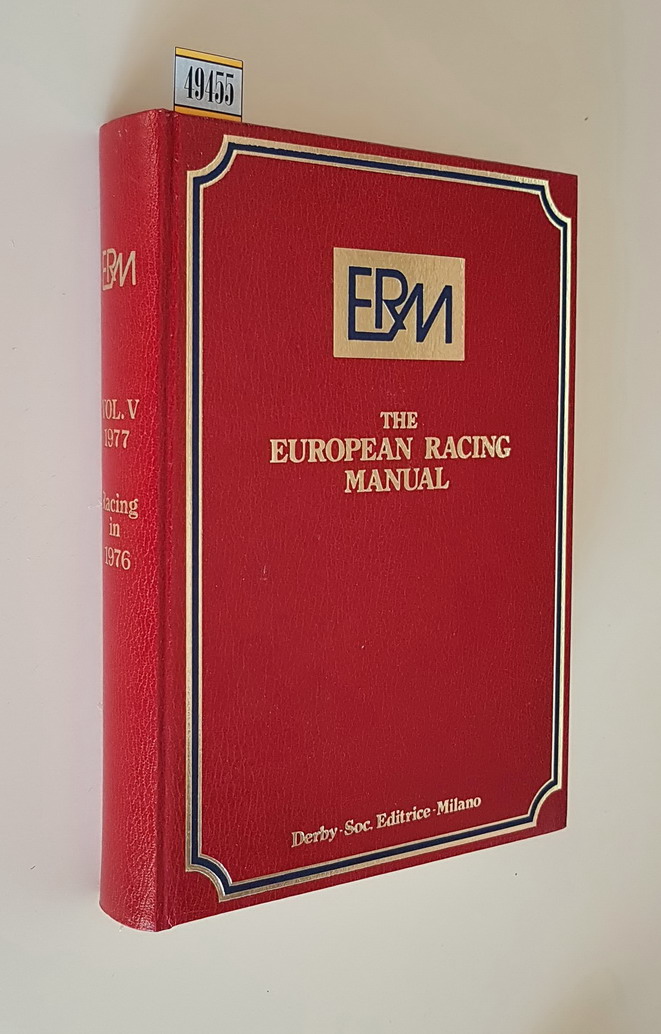 49455
ERM
VOL. V
1977
Racing
in
1976
ERM
THE
EUROPEAN RACING
MANUAL
Derby - Soc. Editrice - Milano